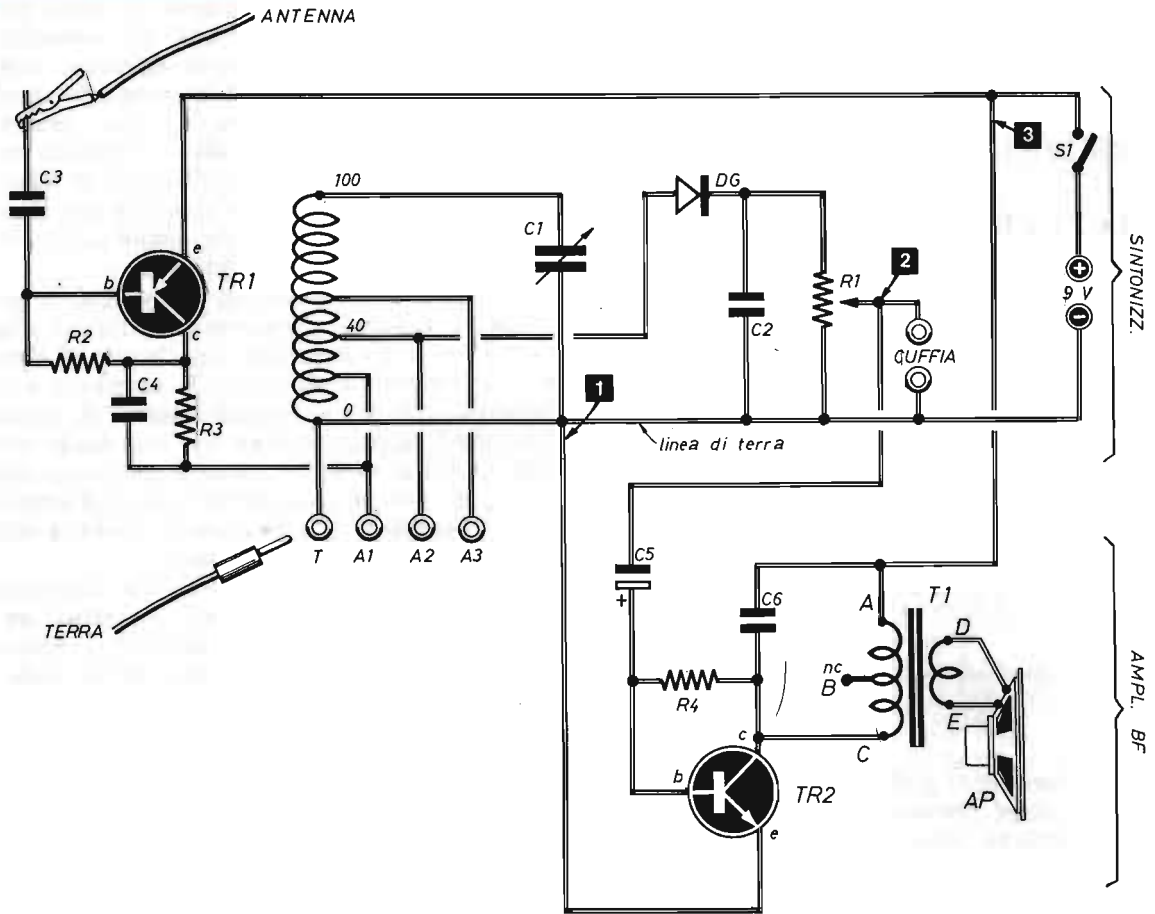 ANTENNA
C3
e
b
TR1
c
R2
C4
R3
100
40
0
C1
DG
C2
R1
2
CUFFIA
3
S1
+
9 V
-
SINTONIZZ.
1
linea di terra
T
A1
A2
A3
TERRA
C5
+
C6
A
T1
D
nc
B
R4
C
E
c
b
TR2
e
AP
AMPL. BF